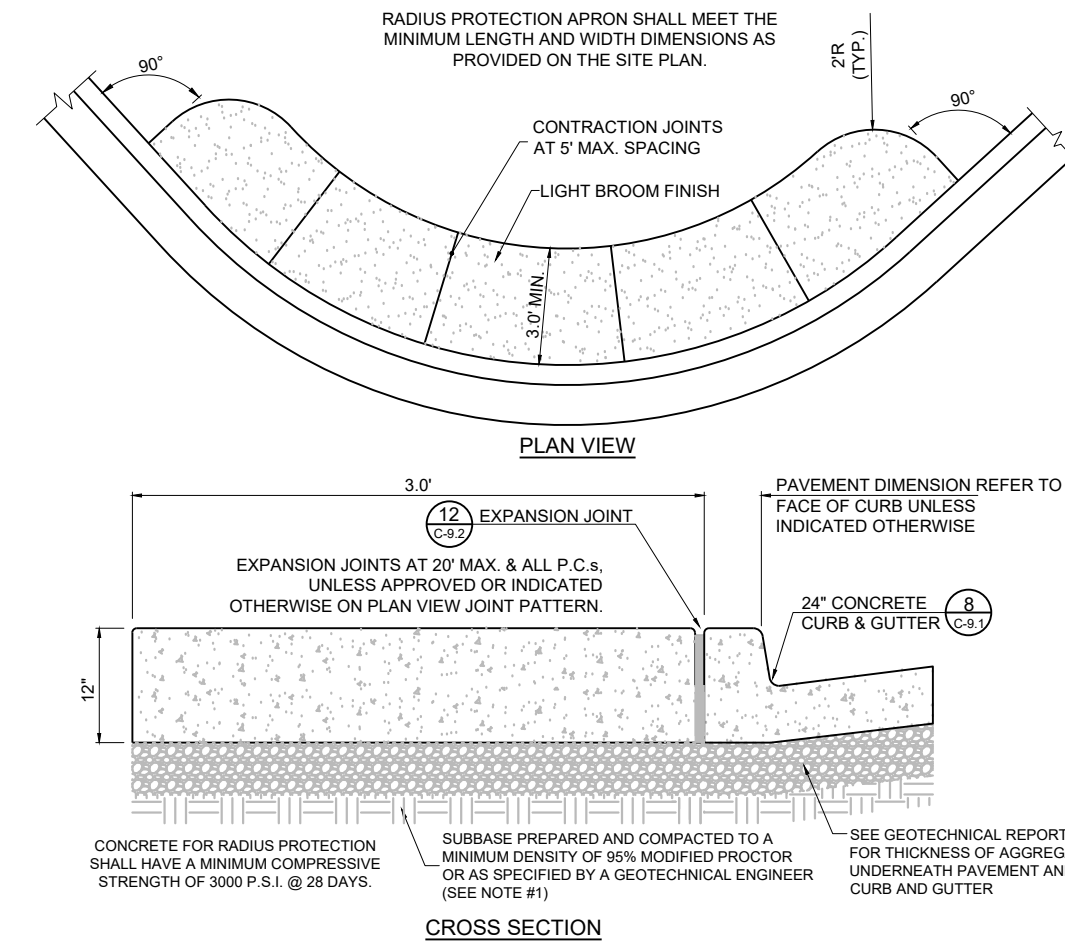 RADIUS PROTECTION APRON SHALL MEET THE
MINIMUM LENGTH AND WIDTH DIMENSIONS AS
PROVIDED ON THE SITE PLAN.
90°
2'R
(TYP.)
90°
CONTRACTION JOINTS
AT 5' MAX. SPACING
LIGHT BROOM FINISH
3.0' MIN.
PLAN VIEW
3.0'
PAVEMENT DIMENSION REFER TO
FACE OF CURB UNLESS
INDICATED OTHERWISE
12
C-9.2
EXPANSION JOINT
EXPANSION JOINTS AT 20' MAX. & ALL P.C.s,
UNLESS APPROVED OR INDICATED
OTHERWISE ON PLAN VIEW JOINT PATTERN.
24" CONCRETE
CURB & GUTTER
8
C-9.1
12"
CONCRETE FOR RADIUS PROTECTION
SHALL HAVE A MINIMUM COMPRESSIVE
STRENGTH OF 3000 P.S.I. @ 28 DAYS.
SUBBASE PREPARED AND COMPACTED TO A
MINIMUM DENSITY OF 95% MODIFIED PROCTOR
OR AS SPECIFIED BY A GEOTECHNICAL ENGINEER
(SEE NOTE #1)
SEE GEOTECHNICAL REPORT
FOR THICKNESS OF
UNDERNEATH PAVEMENT
CURB AND GUTTER
CROSS SECTION